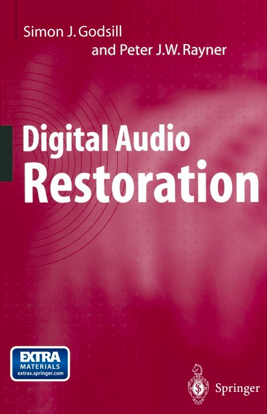 Simon J. Godsill
and Peter J.W. Rayner
Digital Audio
Restoration
EXTRA
MATERIALS
extras.springer.com
Springer